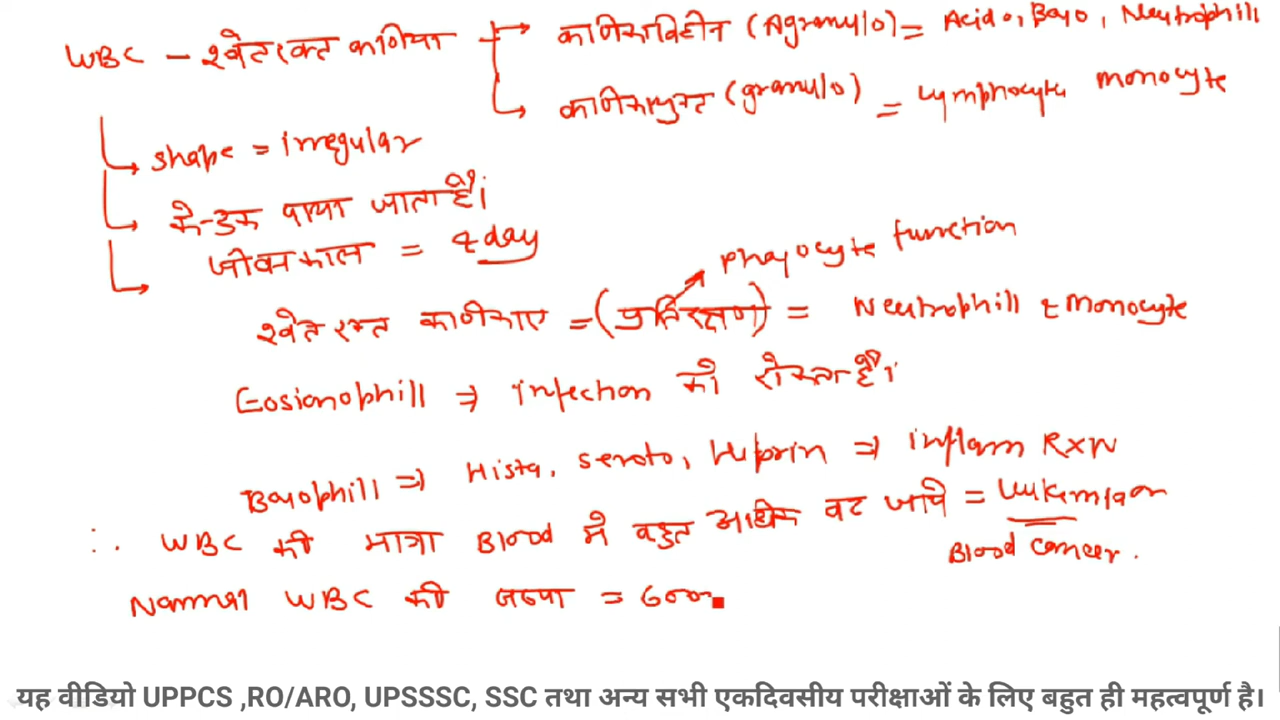 WBC – श्वेत रक्त कणिका → कणिकाविहीन (Agranulo) = Acido, Baso, Neutrophill
→ कणिकायुक्त (granulo) = Lymphocyte monocyte
→ shape = irregular
→ केन्द्रक पाया जाता है।
→ जीवनकाल = 4 day
phagocyte function
श्वेत रक्त कणिकाए = (प्रतिरक्षण) = Neutrophill & monocyte
Eosionophill ⇒ infection को रोकता है।
Basophill ⇒ Hista, seroto, Heprin ⇒ inflam RXN
∴ WBC की मात्रा Blood मे बहुत अधिक बढ जाये =
Blood cancer.
Normal WBC की = 6000
यह वीडियो UPPCS ,RO/ARO, UPSSSC, SSC तथा अन्य सभी एकदिवसीय परीक्षाओं के लिए बहुत ही महत्वपूर्ण है।